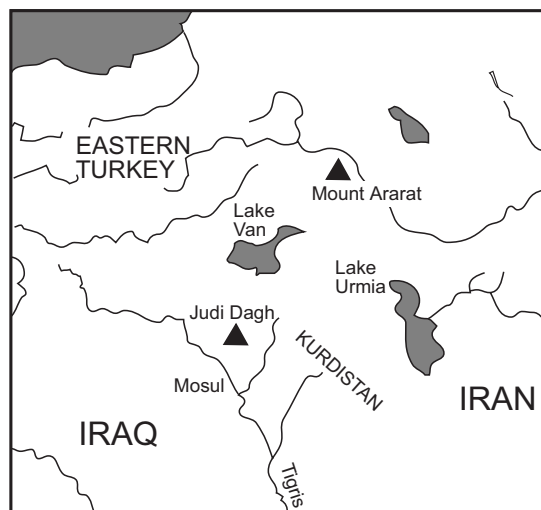 EASTERN
TURKEY
Mount Ararat
Lake
Van
Lake
Urmia
Judi Dagh
KURDISTAN
Mosul
IRAN
IRAQ
Tigris